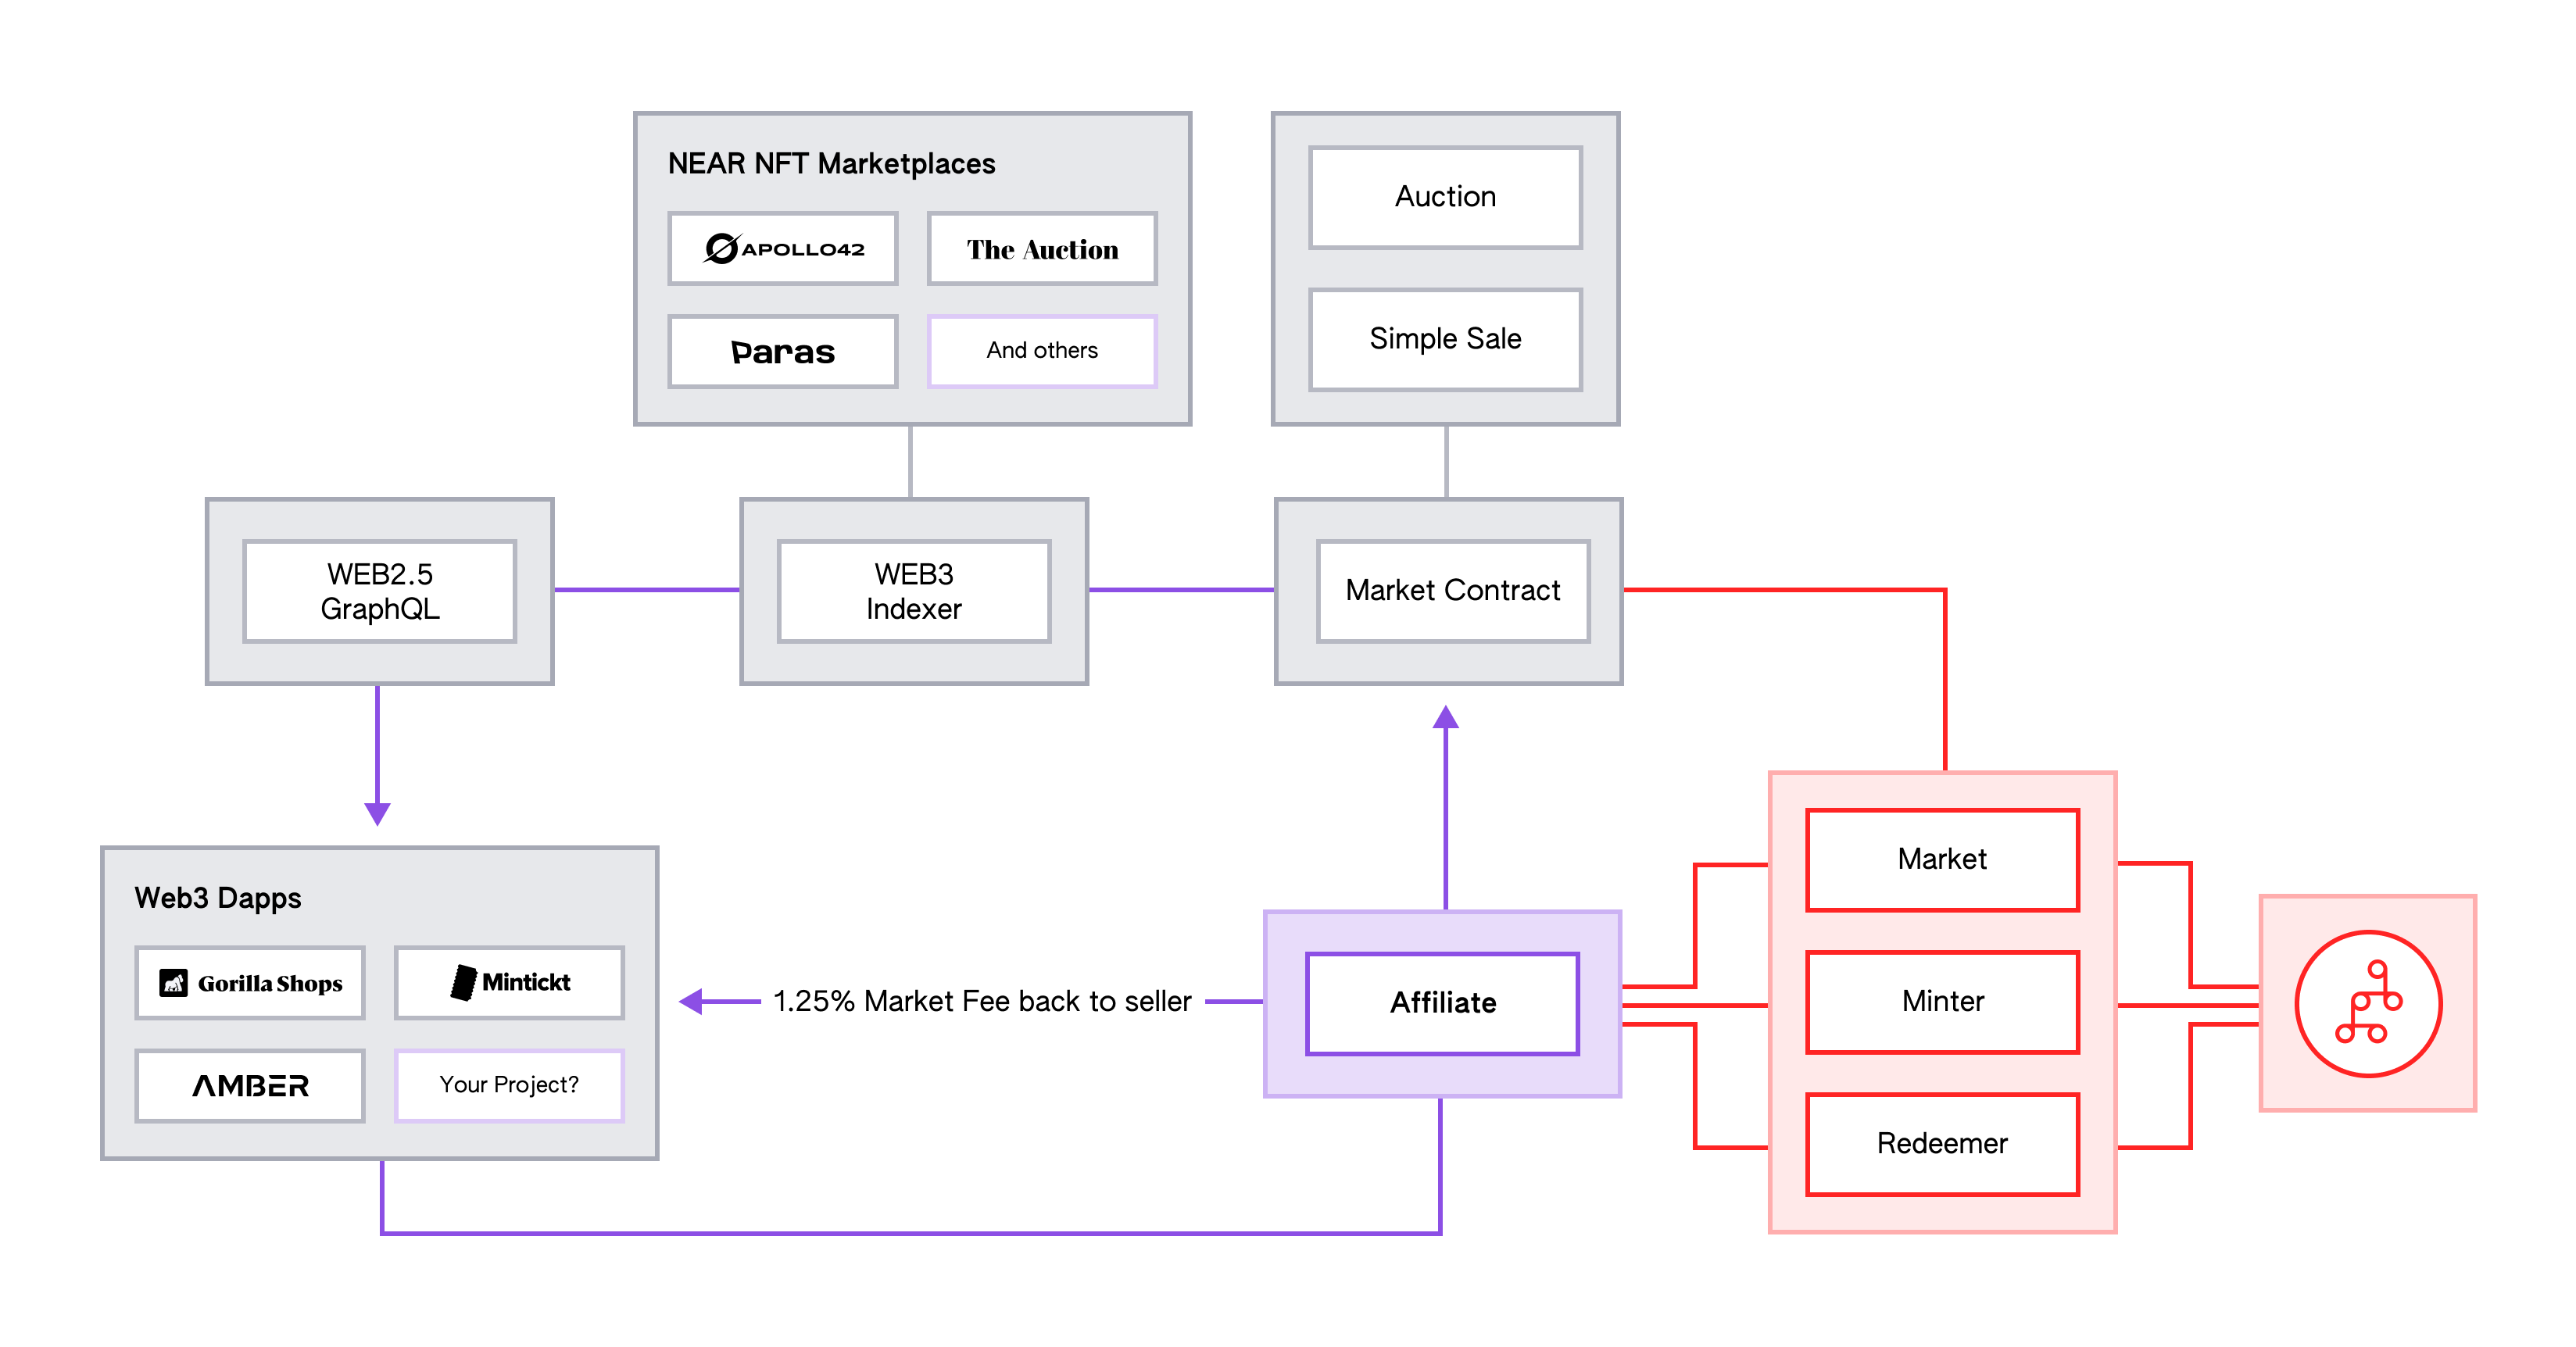 NEAR NFT Marketplaces
APOLLO42
The Auction
Paras
And others
Auction
Simple Sale
WEB2.5
GraphQL
WEB3
Indexer
Market Contract
Web3 Dapps
Gorilla Shops
Mintickt
AMBER
Your Project?
1.25% Market Fee back to seller
Affiliate
Market
Minter
Redeemer